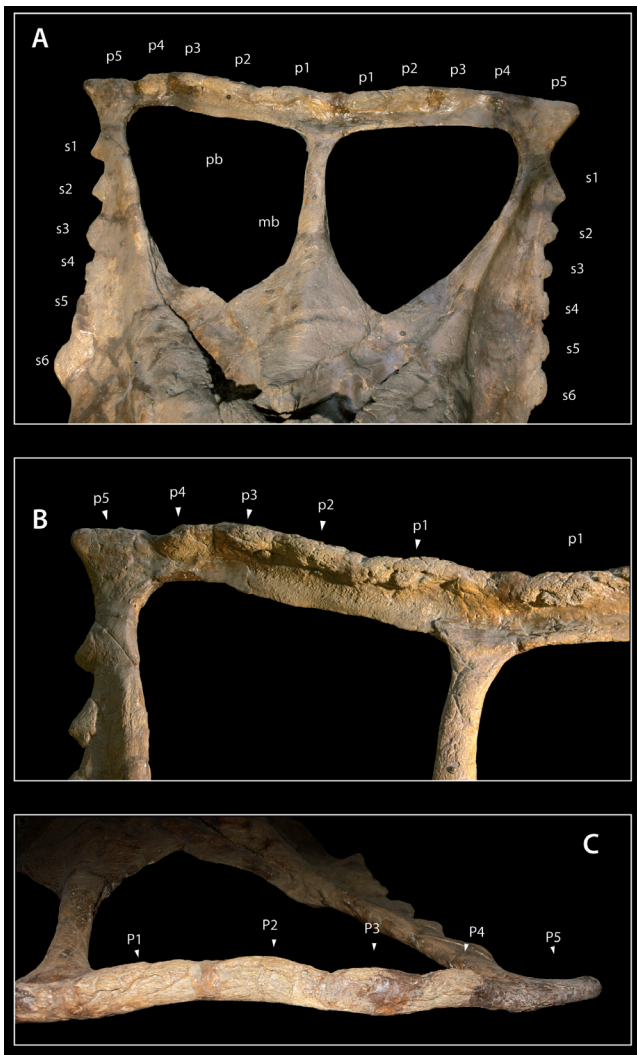 A
p5 p4 p3 p2 p1 p1 p2 p3 p4 p5
s1 pb s1
s2 mb s2
s3 s3
s4 s4
s5 s5
s6 s6
B
p5 p4 p3 p2 p1 p1
C
P1 P2 P3 P4 P5